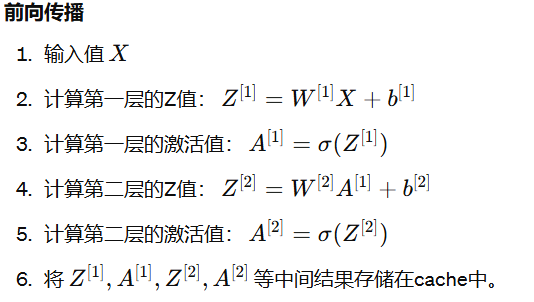 前向传播
1. 输入值 X
2. 计算第一层的Z值： Z^[1] = W^[1]X + b^[1]
3. 计算第一层的激活值： A^[1] = σ(Z^[1])
4. 计算第二层的Z值： Z^[2] = W^[2]A^[1] + b^[2]
5. 计算第二层的激活值： A^[2] = σ(Z^[2])
6. 将 Z^[1], A^[1], Z^[2], A^[2] 等中间结果存储在cache中。